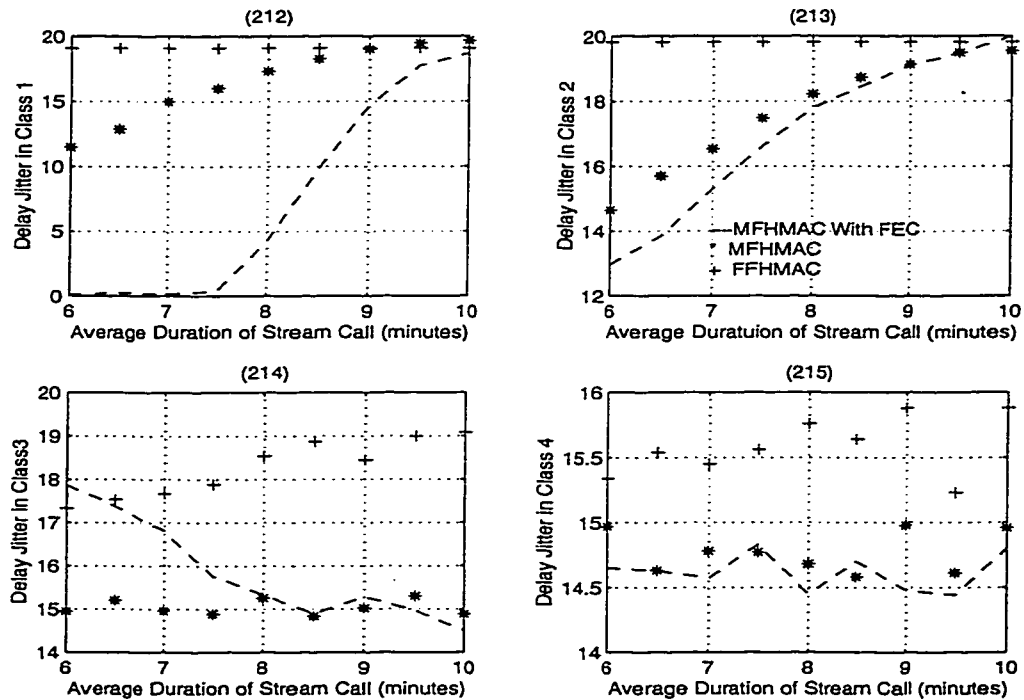 (212)
Delay Jitter in Class 1
20
15
10
5
0
6 7 8 9 10
Average Duration of Stream Call (minutes)
(213)
Delay Jitter in Class 2
20
18
16
14
12
—MFHMAC With FEC
* MFHMAC
+ FFHMAC
6 7 8 9 10
Average Duratuion of Stream Call (minutes)
(214)
Delay Jitter in Class3
20
19
18
17
16
15
14
6 7 8 9 10
Average Duration of Stream Call (minutes)
(215)
Delay Jitter in Class 4
16
15.5
15
14.5
14
6 7 8 9 10
Average Duration of Stream Call (minutes)